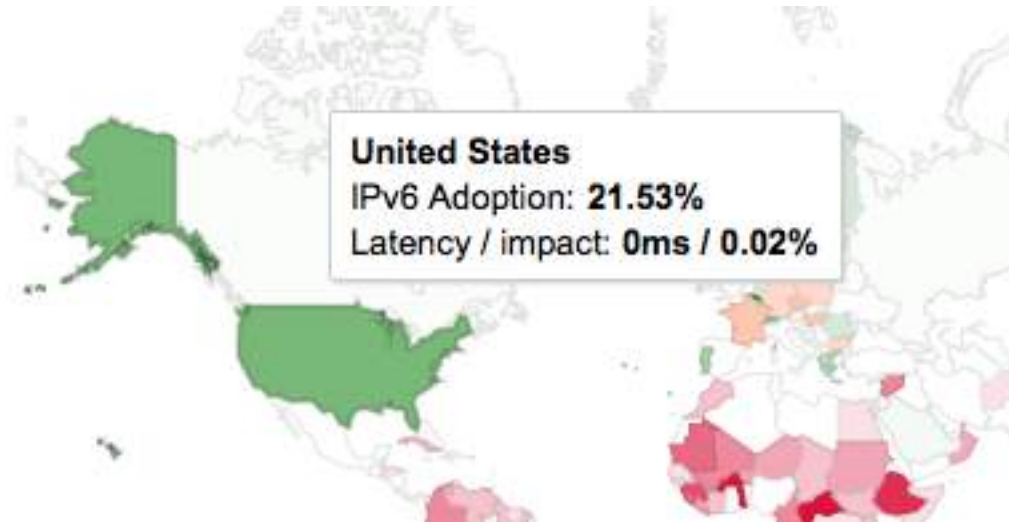 United States
IPv6 Adoption: 21.53%
Latency / impact: 0ms / 0.02%